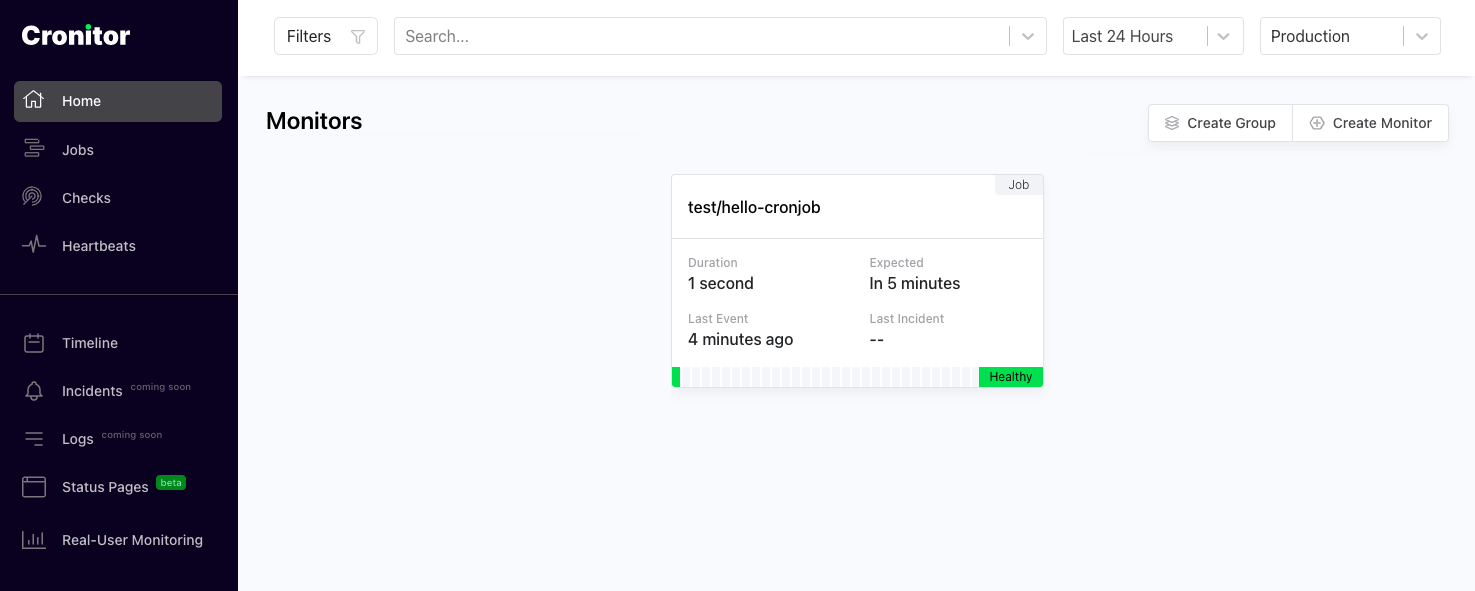 Cronitor
Home
Jobs
Checks
Heartbeats
Timeline
Incidents coming soon
Logs coming soon
Status Pages beta
Real-User Monitoring
Filters
Search...
Last 24 Hours
Production
Monitors
Create Group
Create Monitor
Job
test/hello-cronjob
Duration
1 second
Expected
In 5 minutes
Last Event
4 minutes ago
Last Incident
--
Healthy